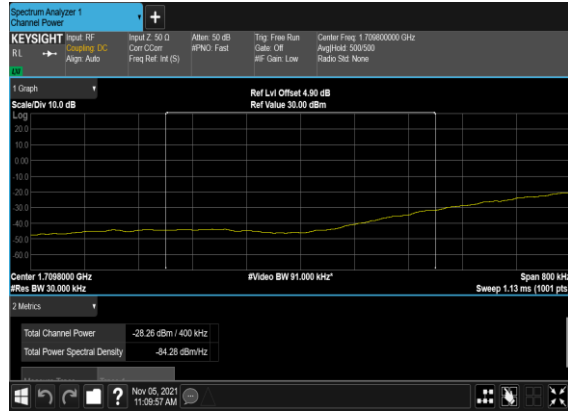 Spectrum Analyzer 1
Channel Power
KEYSIGHT Input: RF Input Z: 50 Ω Atten: 50 dB Trig: Free Run Center Freq: 1.709800000 GHz
RL Coupling: DC Corr CCorr #PNO: Fast Gate: Off Avg|Hold: 500/500
Align: Auto Freq Ref: Int (S) #IF Gain: Low Radio Std: None
1 Graph
Ref Lvl Offset 4.90 dB
Scale/Div 10.0 dB Ref Value 30.00 dBm
Log
20.0
10.0
0.00
-10.0
-20.0
-30.0
-40.0
-50.0
-60.0
Center 1.7098000 GHz #Video BW 91.000 kHz* Span 800 kHz
#Res BW 30.000 kHz Sweep 1.13 ms (1001 pts
2 Metrics
Total Channel Power -28.26 dBm / 400 kHz
Total Power Spectral Density -84.28 dBm/Hz
Nov 05, 2021
11:09:57 AM